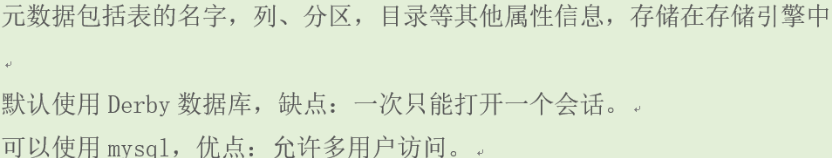 元数据包括表的名字，列、分区，目录等其他属性信息，存储在存储引擎中
默认使用 Derby 数据库，缺点：一次只能打开一个会话。
可以使用 mysql，优点：允许多用户访问。